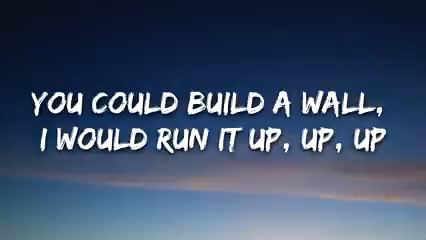 YOU COULD BUILD A WALL,
I WOULD RUN IT UP, UP, UP